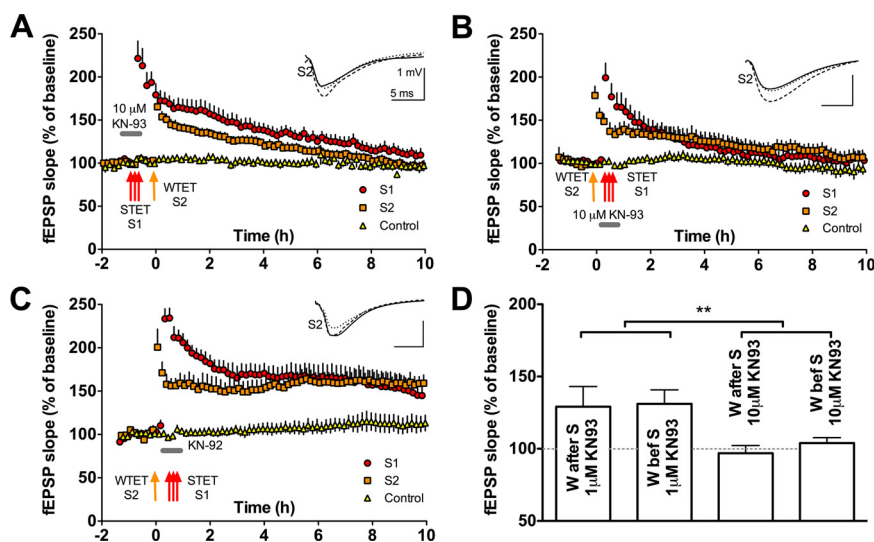 A
250
200
150
100
50
0
fEPSP slope (% of baseline)
10 μM
KN-93
STET
S1
WTET
S2
S2
1 mV
5 ms
S1
S2
Control
Time (h)
-2
0
2
4
6
8
10
B
250
200
150
100
50
0
fEPSP slope (% of baseline)
S2
WTET
S2
STET
S1
10 μM KN-93
S1
S2
Control
Time (h)
-2
0
2
4
6
8
10
C
250
200
150
100
50
0
fEPSP slope (% of baseline)
S2
KN-92
WTET
S2
STET
S1
S1
S2
Control
Time (h)
-2
0
2
4
6
8
10
D
200
150
100
50
fEPSP slope (% of baseline)
**
W after S
1μM KN93
W bef S
1μM KN93
W after S
10μM KN93
W bef S
10μM KN93